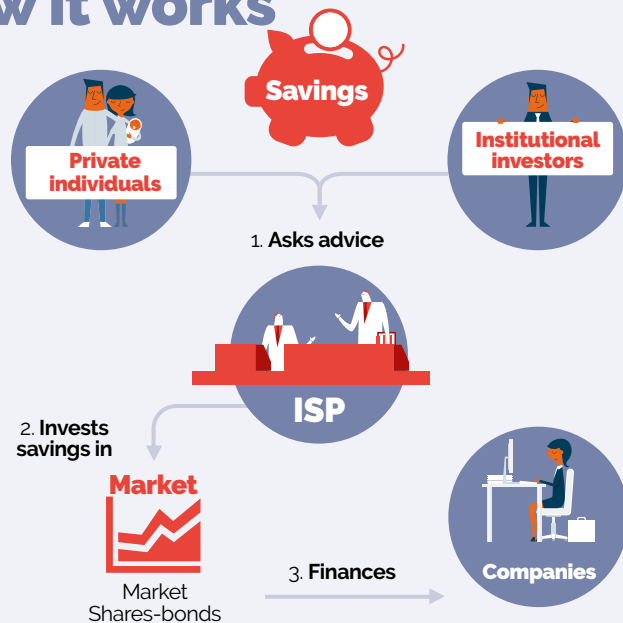 w it works
Savings
Private
individuals
Institutional
investors
1. Asks advice
ISP
2. Invests
savings in
Market
Market
Shares-bonds
3. Finances
Companies